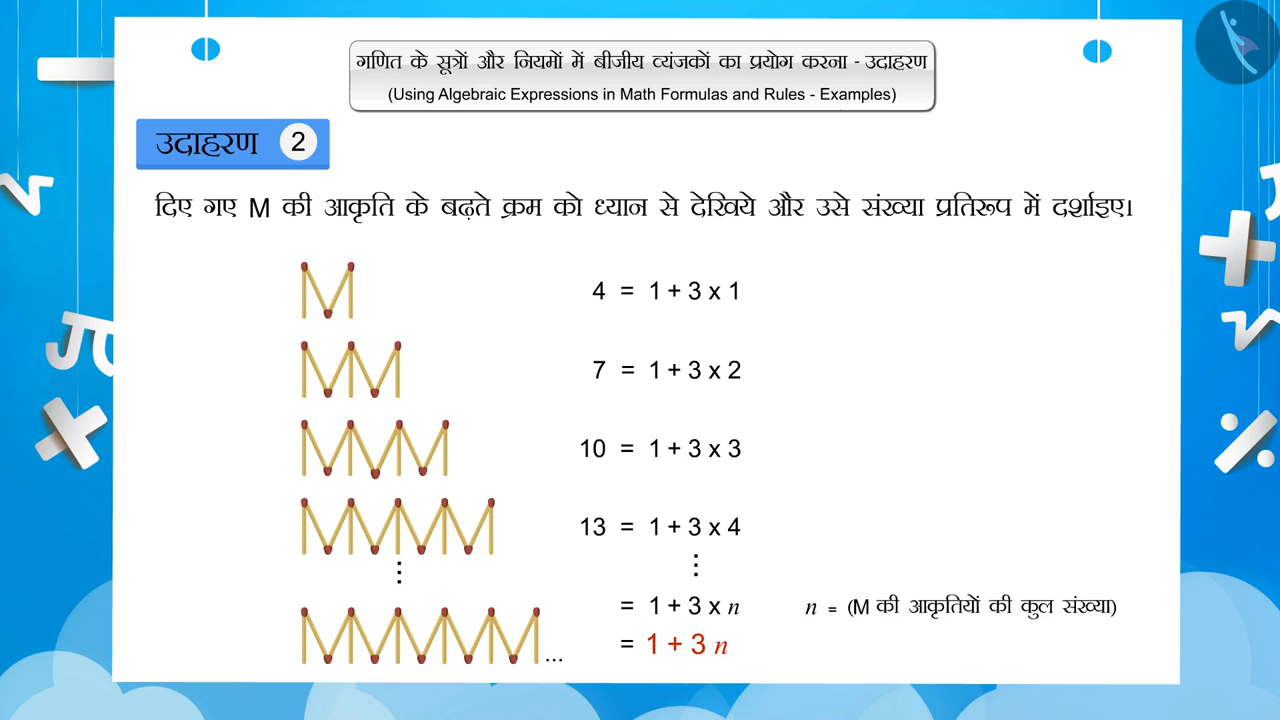 गणित के सूत्रों और नियमों में बीजीय व्यंजकों का प्रयोग करना - उदाहरण
(Using Algebraic Expressions in Math Formulas and Rules - Examples)
उदाहरण 2
दिए गए M की आकृति के बढ़ते क्रम को ध्यान से देखिये और उसे संख्या प्रतिरूप में दर्शाइए।
4 = 1 + 3 x 1
7 = 1 + 3 x 2
10 = 1 + 3 x 3
13 = 1 + 3 x 4
⋮ ⋮
= 1 + 3 x n n = (M की आकृतियों की कुल संख्या)
... = 1 + 3 n